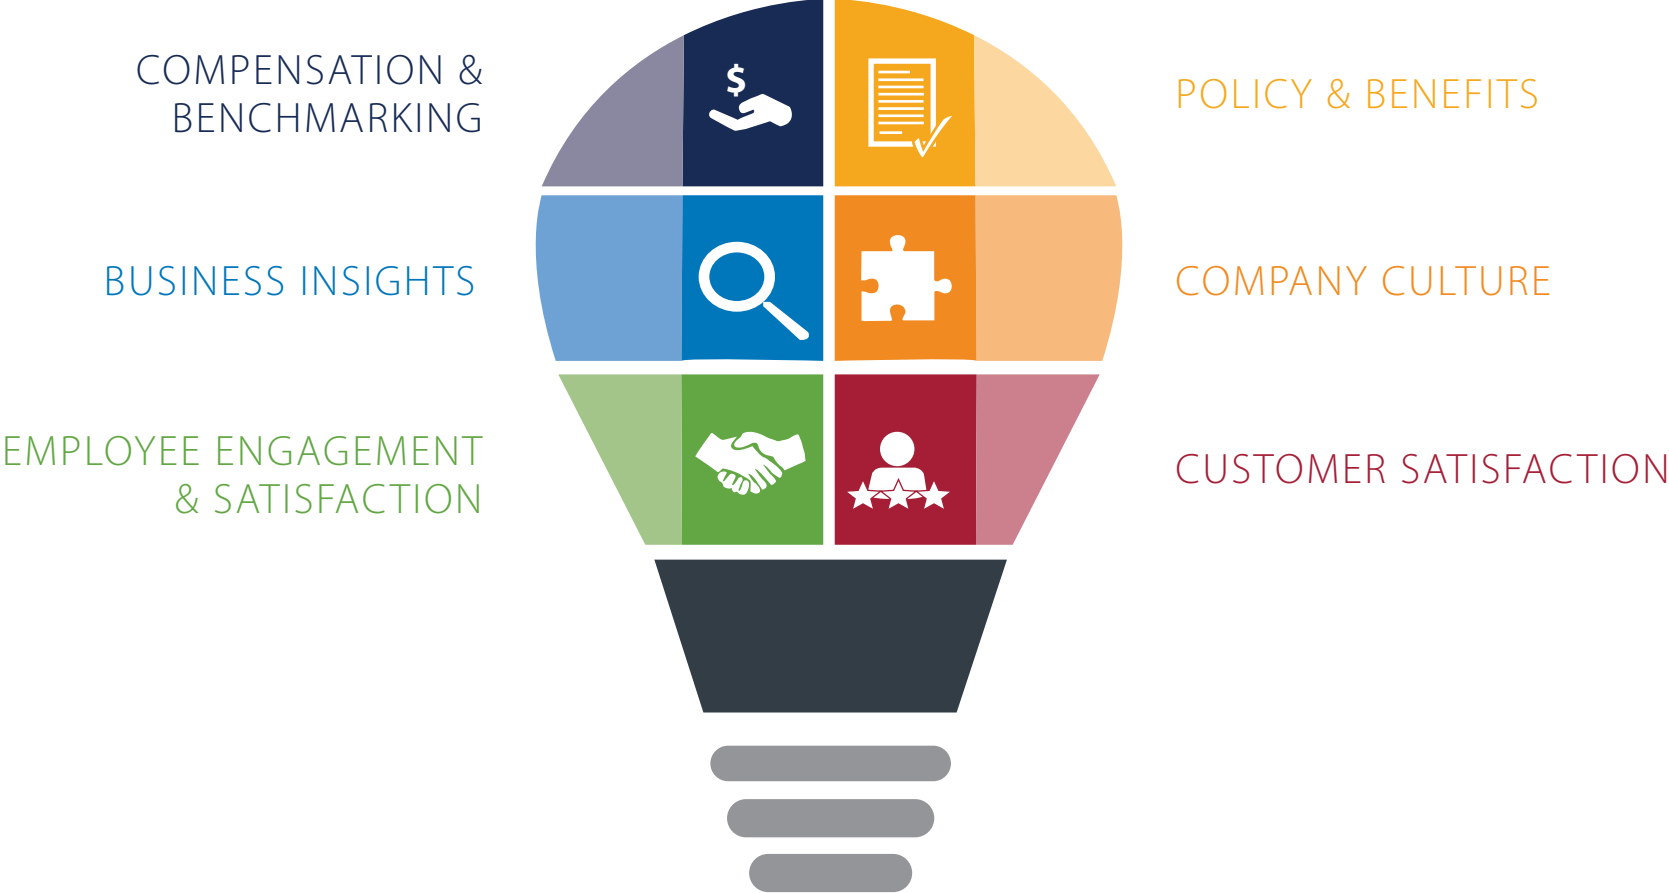 COMPENSATION &
BENCHMARKING
$
POLICY & BENEFITS
BUSINESS INSIGHTS
COMPANY CULTURE
EMPLOYEE ENGAGEMENT
& SATISFACTION
CUSTOMER SATISFACTION